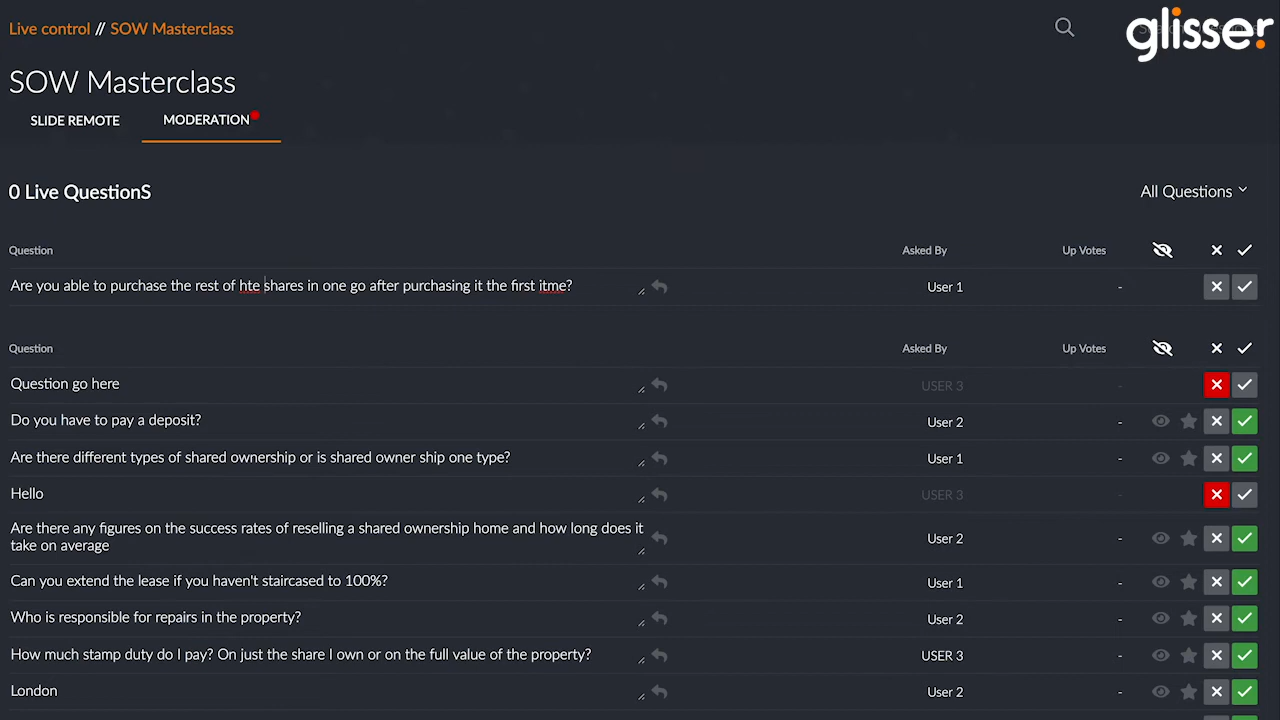 Live control // SOW Masterclass
glisser
SOW Masterclass
SLIDE REMOTE MODERATION
0 Live QuestionS All Questions
Question Asked By Up Votes
Are you able to purchase the rest of hte shares in one go after purchasing it the first itme? User 1 -
Question Asked By Up Votes
Question go here USER 3 -
Do you have to pay a deposit? User 2 -
Are there different types of shared ownership or is shared owner ship one type? User 1 -
Hello USER 3 -
Are there any figures on the success rates of reselling a shared ownership home and how long does it
take on average User 2 -
Can you extend the lease if you haven't staircased to 100%? User 1 -
Who is responsible for repairs in the property? User 2 -
How much stamp duty do I pay? On just the share I own or on the full value of the property? USER 3 -
London User 2 -